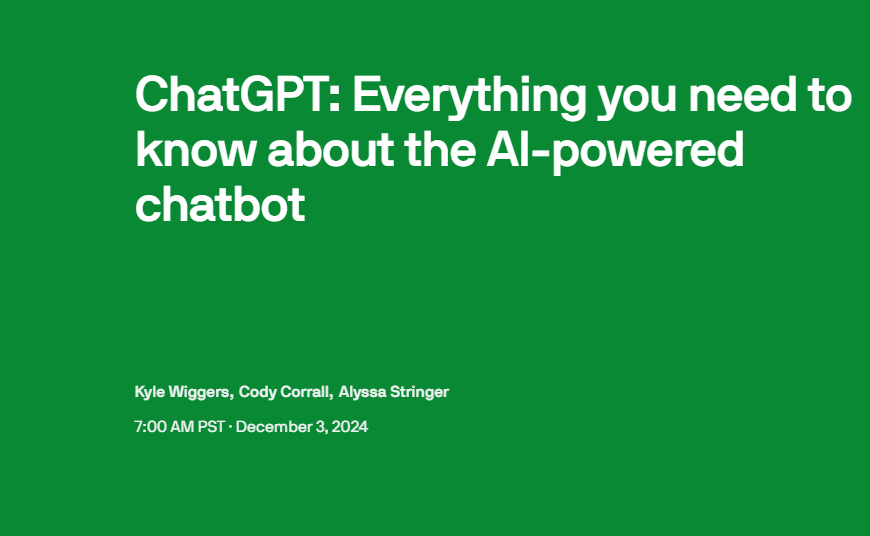 ChatGPT: Everything you need to
know about the AI-powered
chatbot
Kyle Wiggers, Cody Corrall, Alyssa Stringer
7:00 AM PST · December 3, 2024